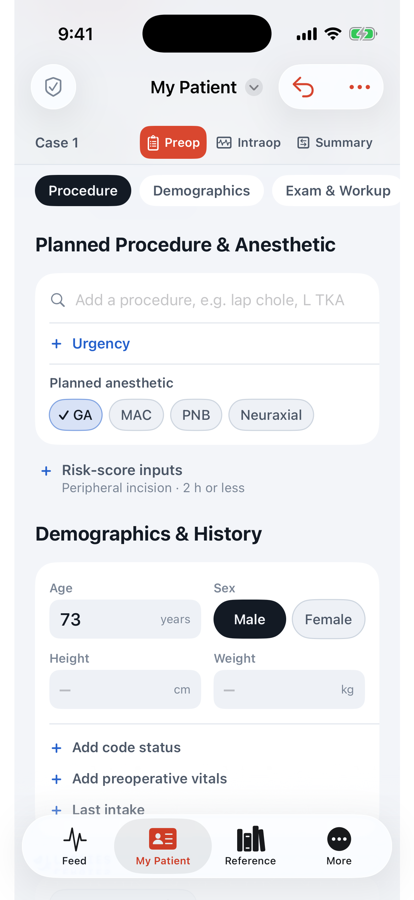 9:41
My Patient
Case 1
Preop
Intraop
Summary
Procedure
Demographics
Exam & Workup
Planned Procedure & Anesthetic
Add a procedure, e.g. lap chole, L TKA
+ Urgency
Planned anesthetic
✓ GA
MAC
PNB
Neuraxial
+ Risk-score inputs
Peripheral incision · 2 h or less
Demographics & History
Age
Sex
73 years
Male
Female
Height
Weight
— cm
— kg
+ Add code status
+ Add preoperative vitals
+ Last intake
Feed
My Patient
Reference
More